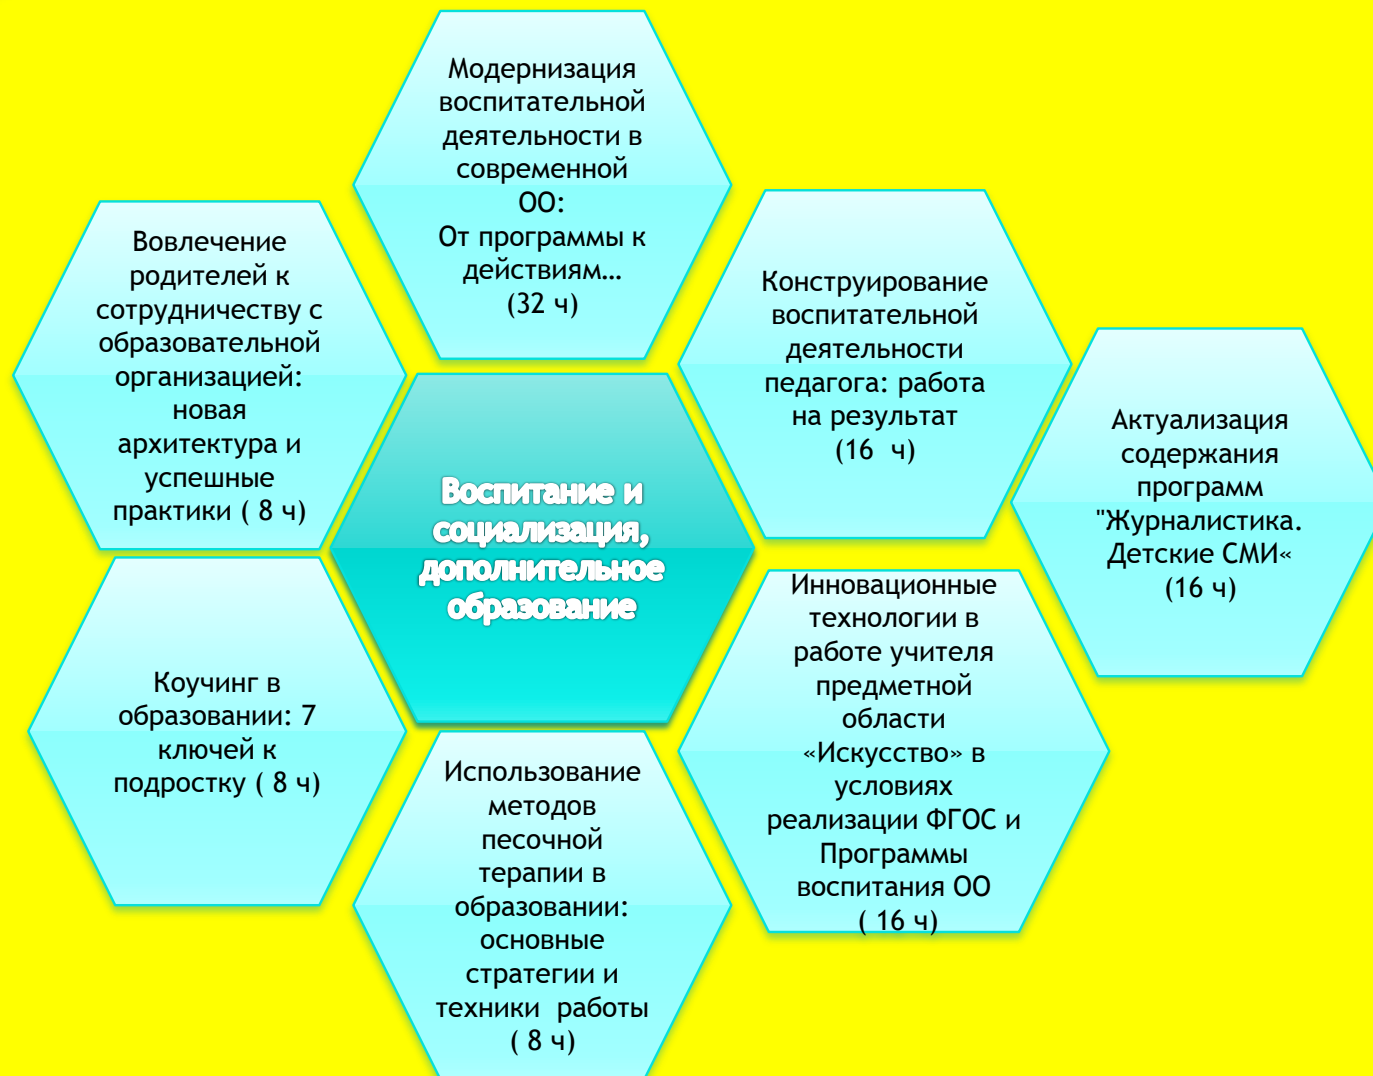 Модернизация
воспитательной
деятельности в
современной
ОО:
От программы к
действиям…
(32 ч)
Вовлечение
родителей к
сотрудничеству с
образовательной
организацией:
новая
архитектура и
успешные
практики ( 8 ч)
Конструирование
воспитательной
деятельности
педагога: работа
на результат
(16  ч)
Актуализация
содержания
программ
"Журналистика.
Детские СМИ«
(16 ч)
Воспитание и
социализация,
дополнительное
образование
Инновационные
технологии в
работе учителя
предметной
области
«Искусство» в
условиях
реализации ФГОС и
Программы
воспитания ОО
( 16 ч)
Коучинг в
образовании: 7
ключей к
подростку ( 8 ч)
Использование
методов
песочной
терапии в
образовании:
основные
стратегии и
техники  работы
( 8 ч)